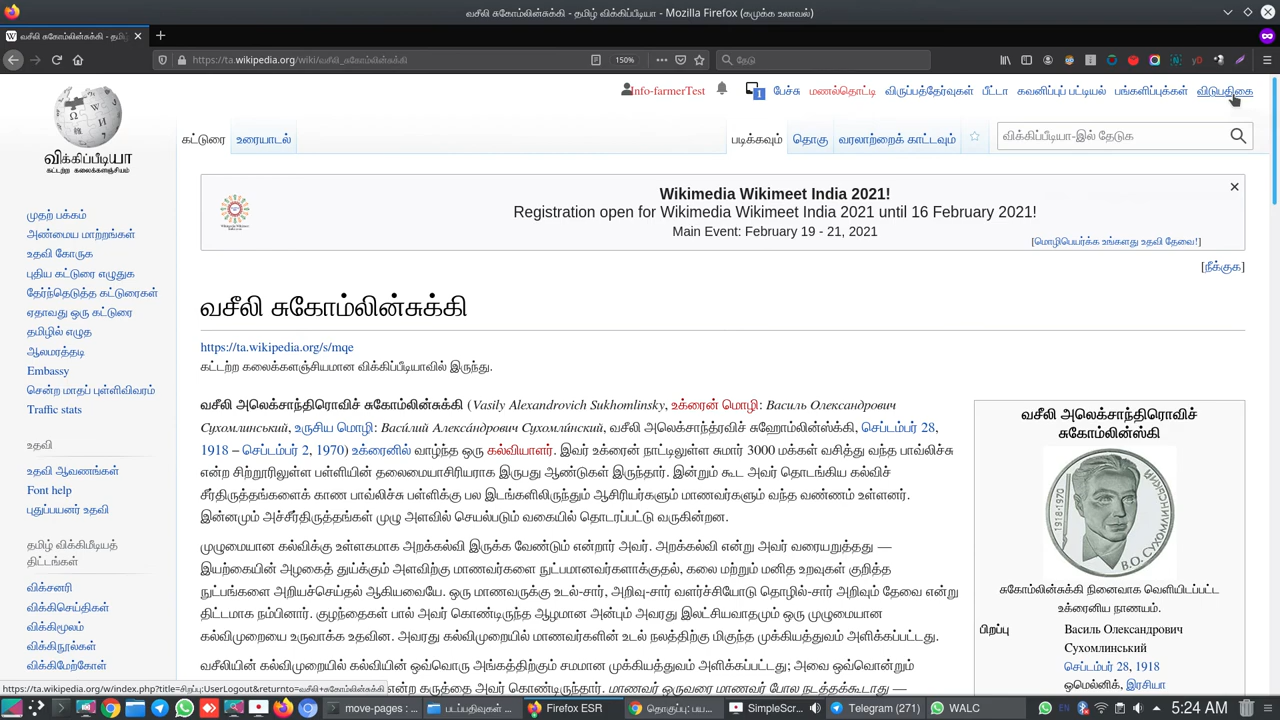 வசீலி சுகோம்லின்சுக்கி - தமிழ் விக்கிப்பீடியா - Mozilla Firefox (கமுக்க உலாவல்)
வசீலி சுகோம்லின்சுக்கி - தமிழ்
https://ta.wikipedia.org/wiki/வசீலி_சுகோம்லின்சுக்கி
150%
தேடு
Info-farmerTest
1
பேச்சு
மணல்தொட்டி
விருப்பத்தேர்வுகள்
பீட்டா
கவனிப்புப் பட்டியல்
பங்களிப்புக்கள்
விடுபதிகை
விக்கிப்பீடியா
கட்டற்ற கலைக்களஞ்சியம்
கட்டுரை
உரையாடல்
படிக்கவும்
தொகு
வரலாற்றைக் காட்டவும்
விக்கிப்பீடியா-இல் தேடுக
Wikimedia Wikimeet India 2021!
Registration open for Wikimedia Wikimeet India 2021 until 16 February 2021!
Main Event: February 19 - 21, 2021
[மொழிபெயர்க்க உங்களது உதவி தேவை!]
[நீக்குக]
முதற் பக்கம்
அண்மைய மாற்றங்கள்
உதவி கோருக
புதிய கட்டுரை எழுதுக
தேர்ந்தெடுத்த கட்டுரைகள்
ஏதாவது ஒரு கட்டுரை
தமிழில் எழுத
ஆலமரத்தடி
Embassy
சென்ற மாதப் புள்ளிவிவரம்
Traffic stats
உதவி
உதவி ஆவணங்கள்
Font help
புதுப்பயனர் உதவி
தமிழ் விக்கிமீடியத்
திட்டங்கள்
விக்சனரி
விக்கிசெய்திகள்
விக்கிமூலம்
விக்கிநூல்கள்
விக்கிமேற்கோள்
வசீலி சுகோம்லின்சுக்கி
https://ta.wikipedia.org/s/mqe
கட்டற்ற கலைக்களஞ்சியமான விக்கிப்பீடியாவில் இருந்து.
வசீலி அலெக்சாந்திரொவிச் சுகோம்லின்சுக்கி (Vasily Alexandrovich Sukhomlinsky, உக்ரைன் மொழி: Василь Олександрович
Сухомлинський, உருசிய மொழி: Васи́лий Алекса́ндрович Сухомли́нский, வசீலி அலெக்சாந்த்ரவிச் சுஹோம்லின்ஸ்க்கி, செப்டம்பர் 28,
1918 – செப்டம்பர் 2, 1970) உக்ரைனில் வாழ்ந்த ஒரு கல்வியாளர். இவர் உக்ரைன் நாட்டிலுள்ள சுமார் 3000 மக்கள் வசித்து வந்த பாவ்லிச்சு
என்ற சிற்றூரிலுள்ள பள்ளியின் தலைமையாசிரியராக இருபது ஆண்டுகள் இருந்தார். இன்றும் கூட அவர் தொடங்கிய கல்விச்
சீர்திருத்தங்களைக் காண பாவ்லிச்சு பள்ளிக்கு பல இடங்களிலிருந்தும் ஆசிரியர்களும் மாணவர்களும் வந்த வண்ணம் உள்ளனர்.
இன்னமும் அச்சீர்திருத்தங்கள் முழு அளவில் செயல்படும் வகையில் தொடரப்பட்டு வருகின்றன.
முழுமையான கல்விக்கு உள்ளகமாக அறக்கல்வி இருக்க வேண்டும் என்றார் அவர். அறக்கல்வி என்று அவர் வரையறுத்தது —
இயற்கையின் அழகைத் துய்க்கும் அளவிற்கு மாணவர்களை நுட்பமானவர்களாக்குதல், கலை மற்றும் மனித உறவுகள் குறித்த
நுட்பங்களை அறியச்செய்தல் ஆகியவையே. ஒரு மாணவருக்கு உடல்-சார், அறிவு-சார் வளர்ச்சியோடு தொழில்-சார் அறிவும் தேவை என்று
திட்டமாக நம்பினார். குழந்தைகள் பால் அவர் கொண்டிருந்த ஆழமான அன்பும் அவரது இலட்சியவாதமும் ஒரு முழுமையான
கல்விமுறையை உருவாக்க உதவின. அவரது கல்விமுறையில் மாணவர்களின் உடல் நலத்திற்கு மிகுந்த முக்கியத்துவம் அளிக்கப்பட்டது.
வசீலியின் கல்விமுறையில் கல்வியின் ஒவ்வொரு அங்கத்திற்கும் சமமான முக்கியத்துவம் அளிக்கப்பட்டது; அவை ஒவ்வொன்றும்
என்ற கருத்தை அவர் கொண்டிருந்தார். மாணவர் ஒருவரை மாணவர் போல நடத்தக்கூடாது —
வசீலி அலெக்சாந்திரொவிச்
சுகோம்லின்ஸ்கி
1918-1970
В.О. СУХОМЛИНСЬКИЙ
சுகோம்லின்சுக்கி நினைவாக வெளியிடப்பட்ட
உக்ரேனிய நாணயம்.
பிறப்பு
Василь Олександрович
Сухомлинський
செப்டம்பர் 28, 1918
ஒமெல்னிக், இரசியா
https://ta.wikipedia.org/w/index.php?title=சிறப்பு:UserLogout&returnto=வசீலி+சுகோம்லின்சுக்கி
move-pages :
படப்பதிவுகள்
Firefox ESR
தொகுப்பு: பய...
SimpleScr...
Telegram (271)
WALC
EN
5:24 AM